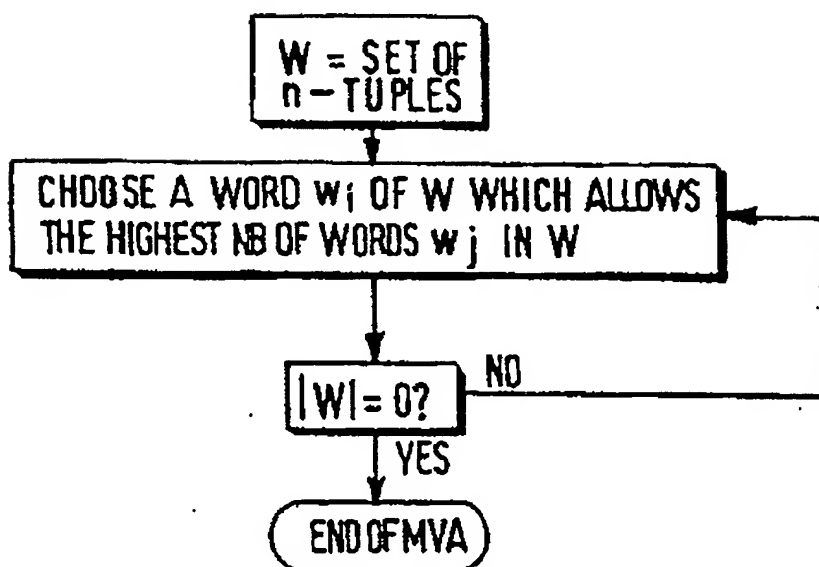 W = SET OF
n-TUPLES
CHOOSE A WORD wi OF W WHICH ALLOWS
THE HIGHEST NB OF WORDS wj IN W
|W| = 0?
NO
YES
END OF MVA